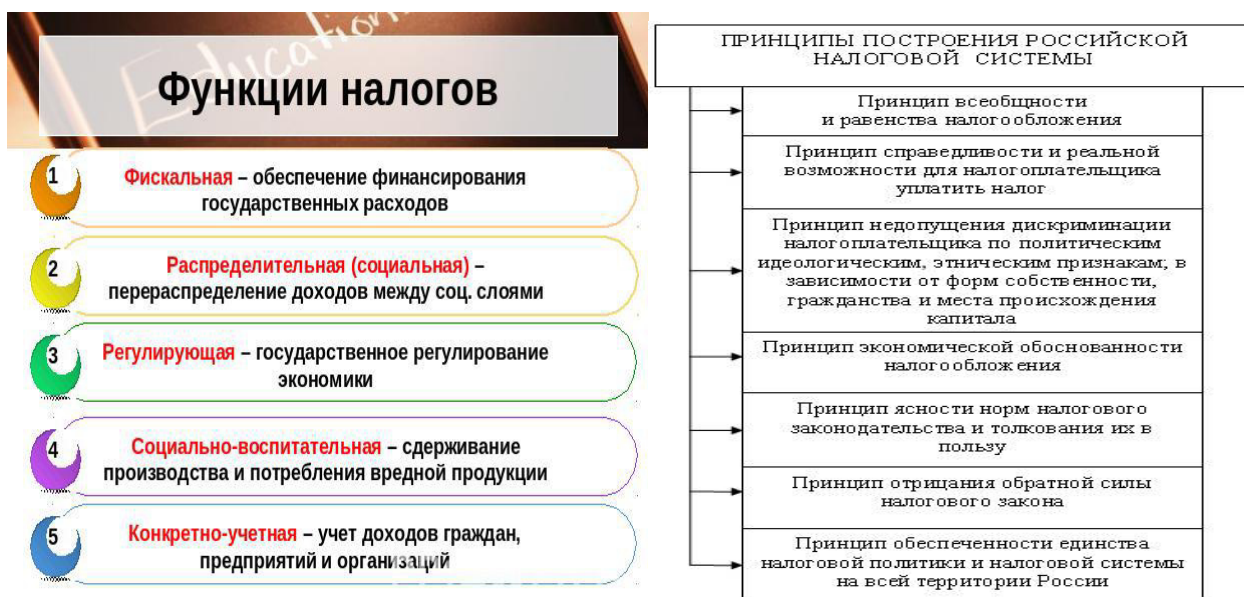 Education
Функции налогов
1
Фискальная – обеспечение финансирования
государственных расходов
2
Распределительная (социальная) –
перераспределение доходов между соц. слоями
3
Регулирующая – государственное регулирование
экономики
4
Социально-воспитательная – сдерживание
производства и потребления вредной продукции
5
Конкретно-учетная – учет доходов граждан,
предприятий и организаций
ПРИНЦИПЫ ПОСТРОЕНИЯ РОССИЙСКОЙ
НАЛОГОВОЙ СИСТЕМЫ
Принцип всеобщности
и равенства налогообложения
Принцип справедливости и реальной
возможности для налогоплательщика
уплатить налог
Принцип недопущения дискриминации
налогоплательщика по политическим
идеологическим, этническим признакам; в
зависимости от форм собственности,
гражданства и места происхождения
капитала
Принцип экономической обоснованности
налогообложения
Принцип ясности норм налогового
законодательства и толкования их в
пользу
Принцип отрицания обратной силы
налогового закона
Принцип обеспеченности единства
налоговой политики и налоговой системы
на всей территории России